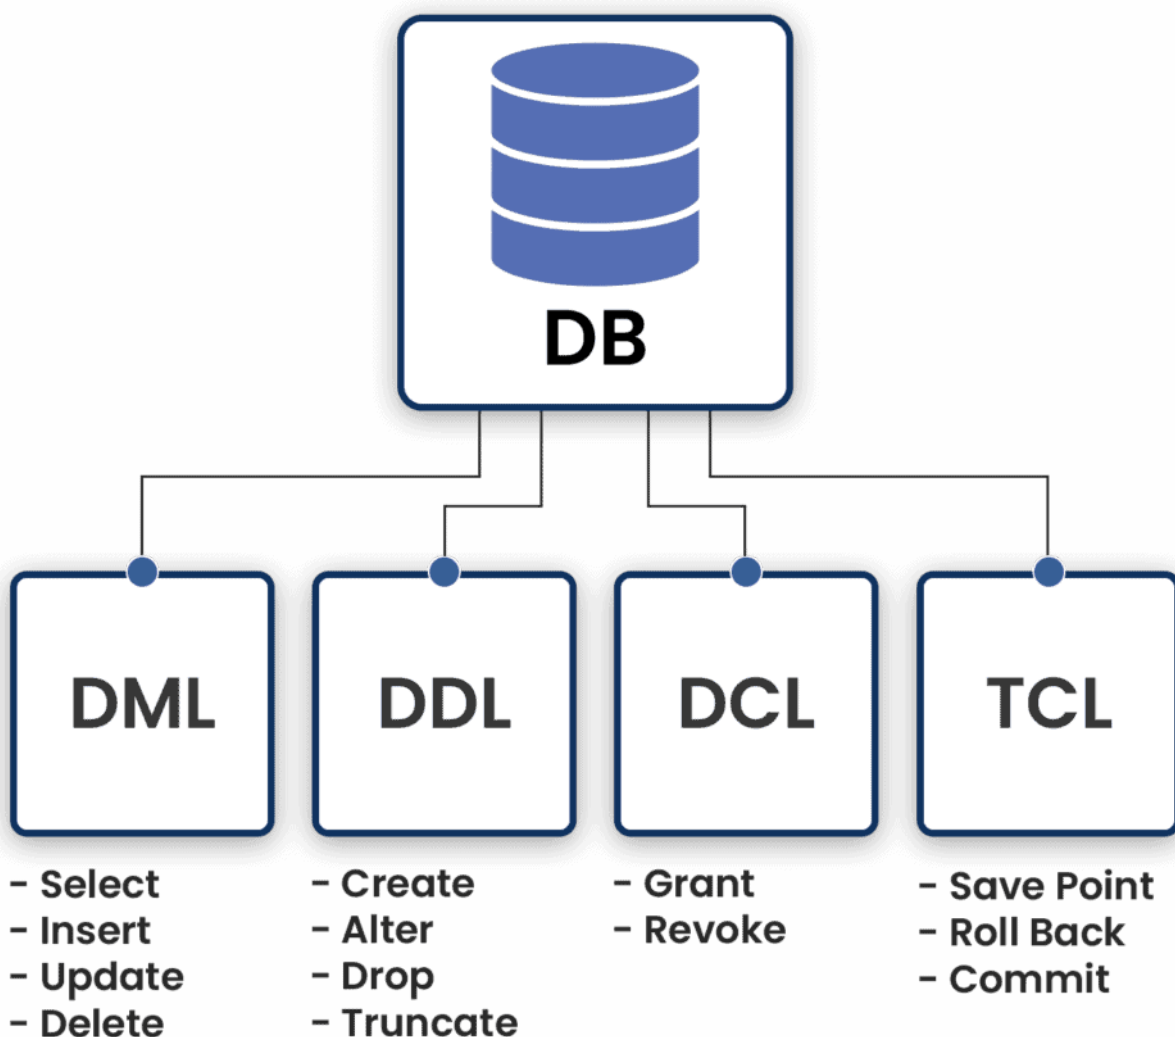 DB
DML
DDL
DCL
TCL
- Select
- Insert
- Update
- Delete
- Create
- Alter
- Drop
- Truncate
- Grant
- Revoke
- Save Point
- Roll Back
- Commit